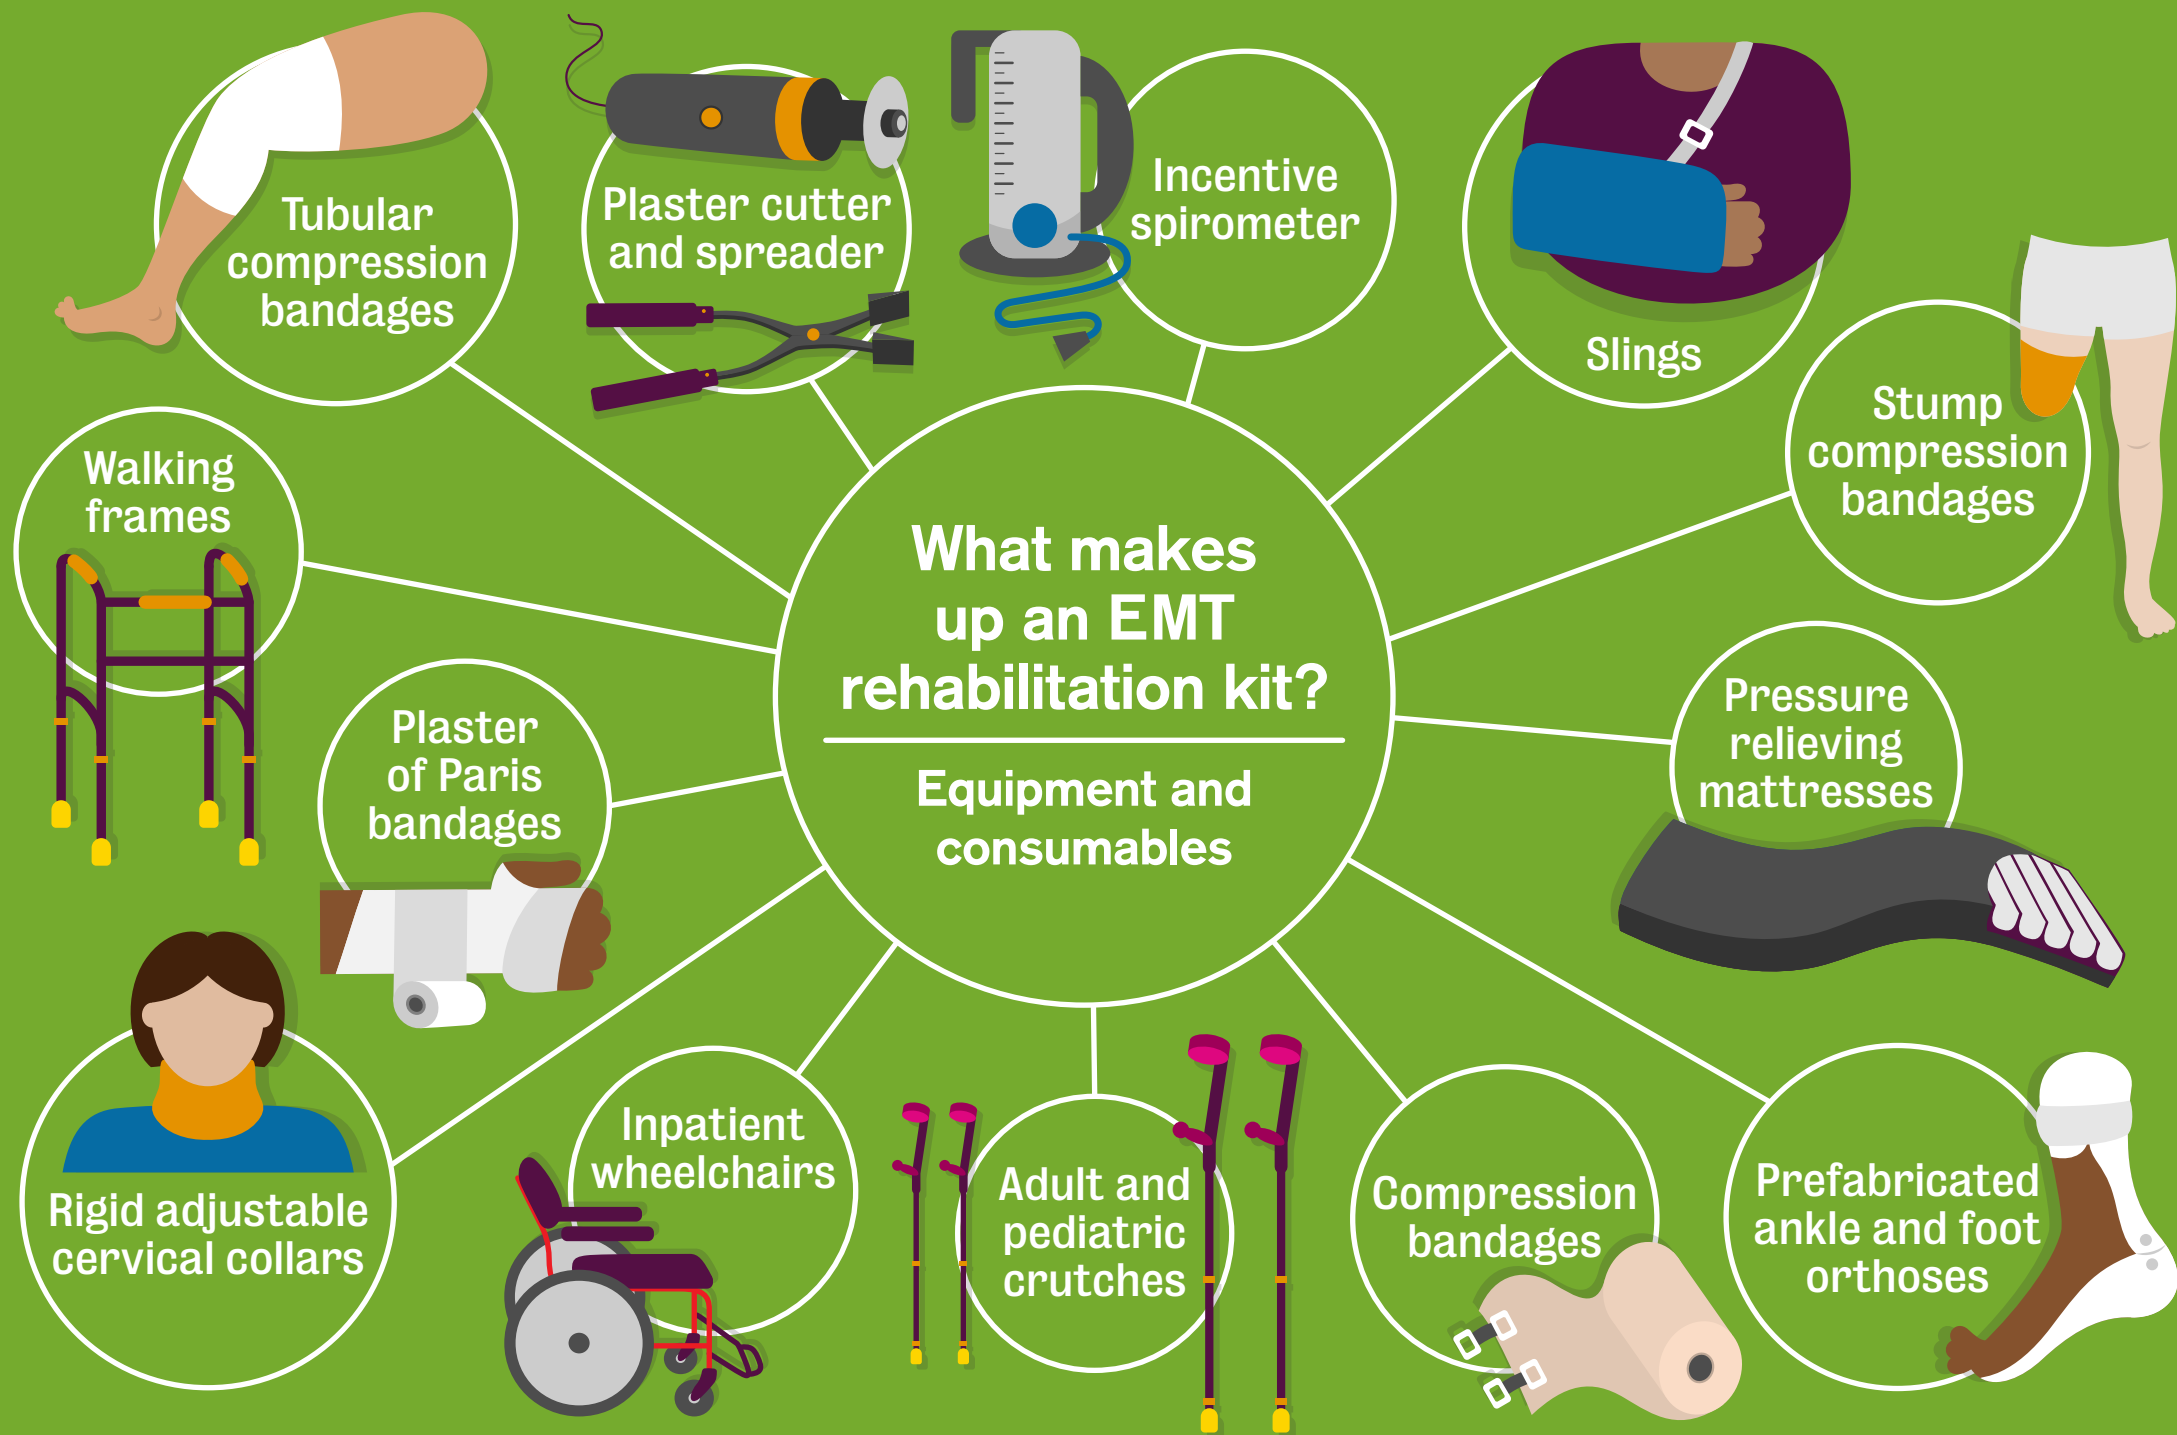 Tubular
compression
bandages
Plaster cutter
and spreader
Incentive
spirometer
Slings
Stump
compression
bandages
Walking
frames
What makes
up an EMT
rehabilitation kit?
Equipment and
consumables
Plaster
of Paris
bandages
Pressure
relieving
mattresses
Rigid adjustable
cervical collars
Inpatient
wheelchairs
Adult and
pediatric
crutches
Compression
bandages
Prefabricated
ankle and foot
orthoses